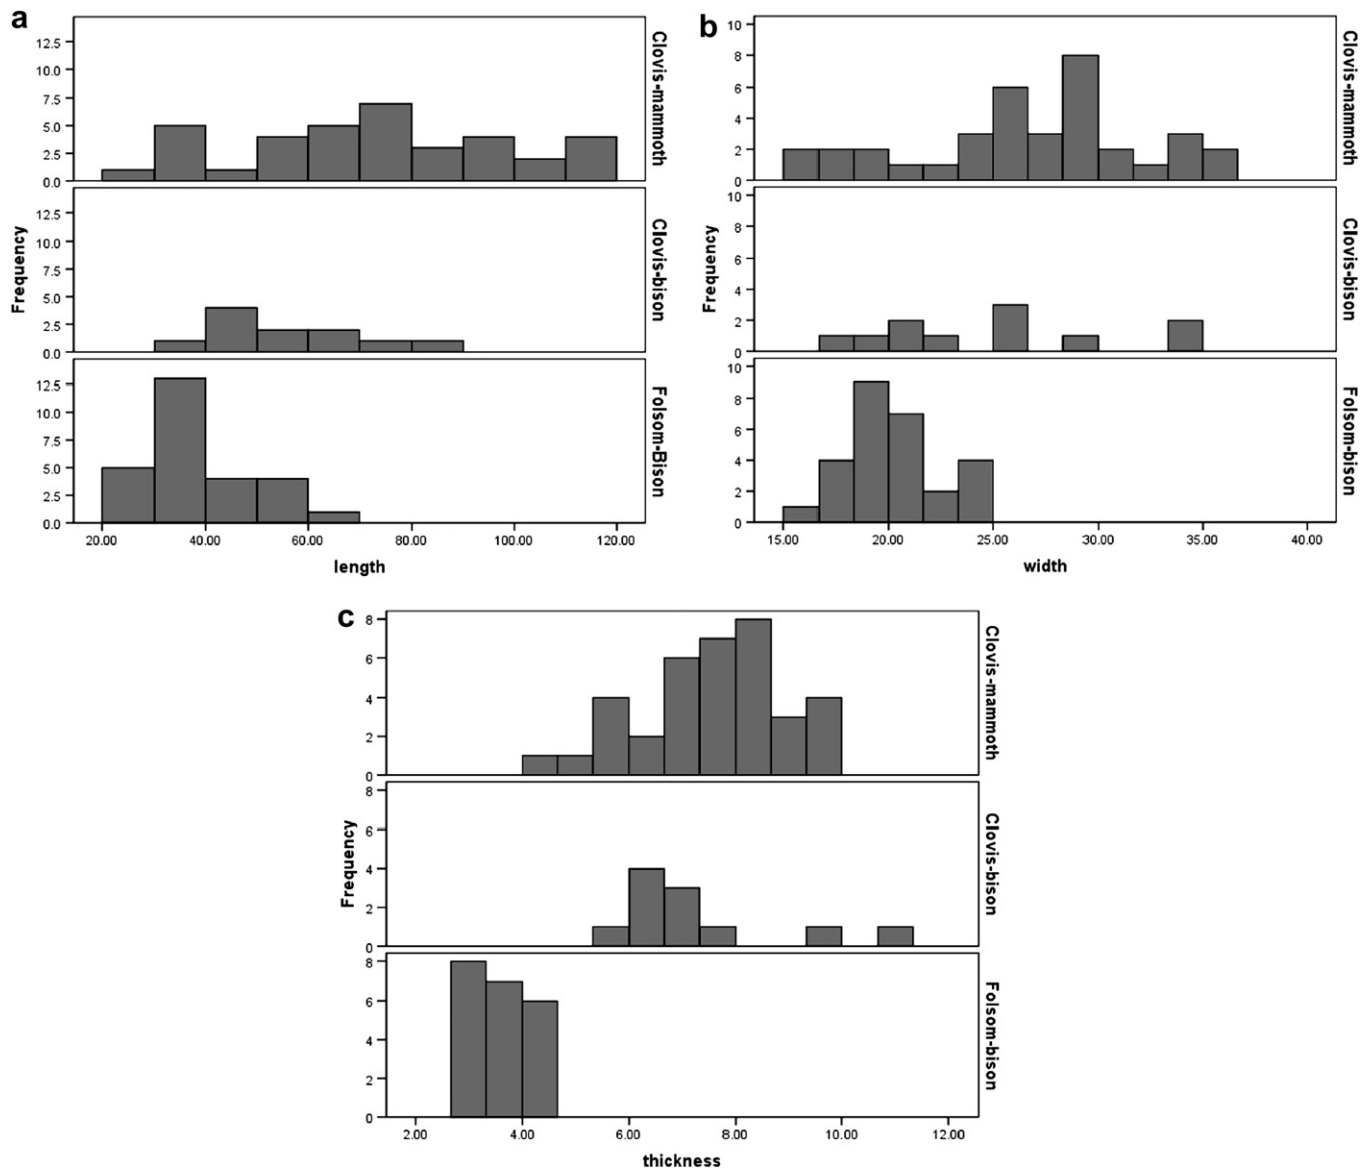 a
12.5
10.0
7.5
5.0
2.5
0.0
Clovis-mammoth
12.5
10.0
7.5
5.0
2.5
0.0
Clovis-bison
12.5
10.0
7.5
5.0
2.5
0.0
Folsom-Bison
Frequency
20.00 40.00 60.00 80.00 100.00 120.00
length
b
10
8
6
4
2
0
Clovis-mammoth
10
8
6
4
2
0
Clovis-bison
10
8
6
4
2
0
Folsom-bison
Frequency
15.00 20.00 25.00 30.00 35.00 40.00
width
c
8
6
4
2
0
Clovis-mammoth
8
6
4
2
0
Clovis-bison
8
6
4
2
0
Folsom-bison
Frequency
2.00 4.00 6.00 8.00 10.00 12.00
thickness